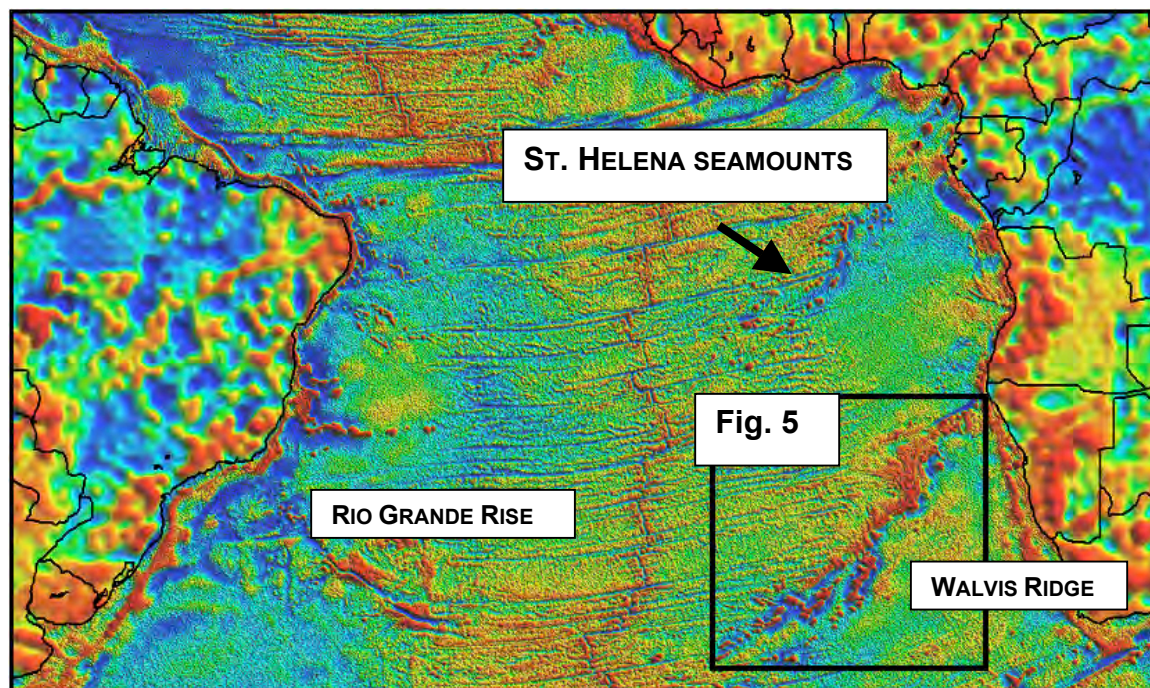 ST. HELENA SEAMOUNTS
Fig. 5
RIO GRANDE RISE
WALVIS RIDGE